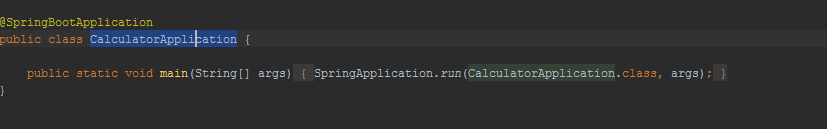 @SpringBootApplication
public class CalculatorApplication {
public static void main(String[] args) { SpringApplication.run(CalculatorApplication.class, args); }
}